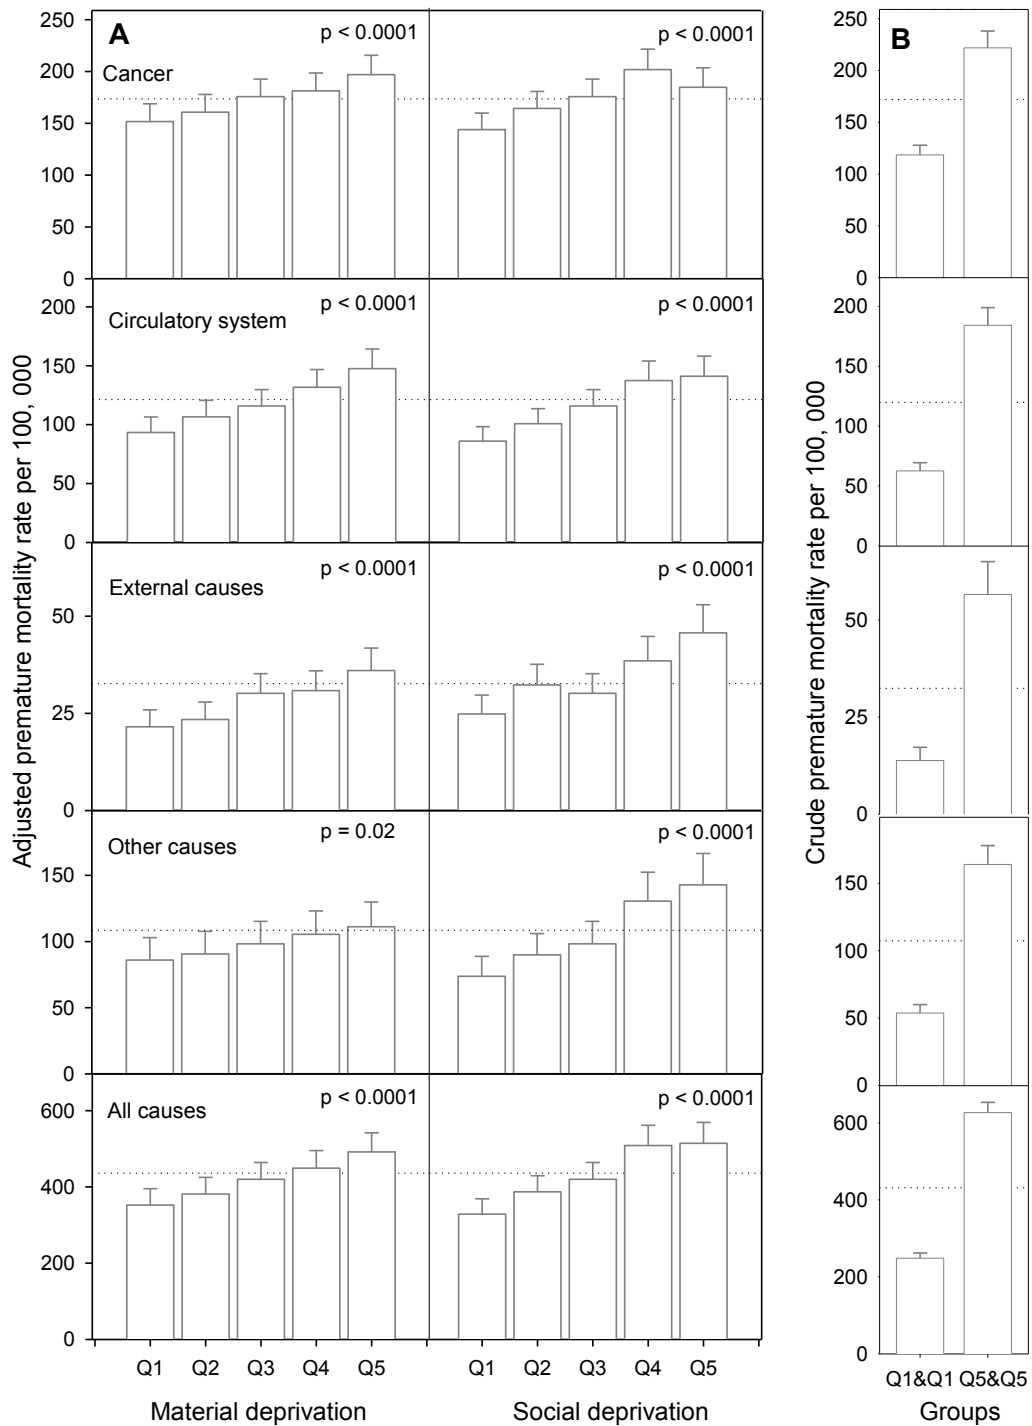 A
B
Adjusted premature mortality rate per 100, 000
Crude premature mortality rate per 100, 000
Cancer
p < 0.0001
p < 0.0001
250
200
150
100
50
0
250
200
150
100
50
0
Circulatory system
p < 0.0001
p < 0.0001
200
150
100
50
0
200
150
100
50
0
External causes
p < 0.0001
p < 0.0001
50
25
0
50
25
0
Other causes
p = 0.02
p < 0.0001
150
100
50
0
150
100
50
0
All causes
p < 0.0001
p < 0.0001
600
400
200
0
600
400
200
0
Q1 Q2 Q3 Q4 Q5 Q1 Q2 Q3 Q4 Q5
Q1&Q1 Q5&Q5
Material deprivation Social deprivation
Groups